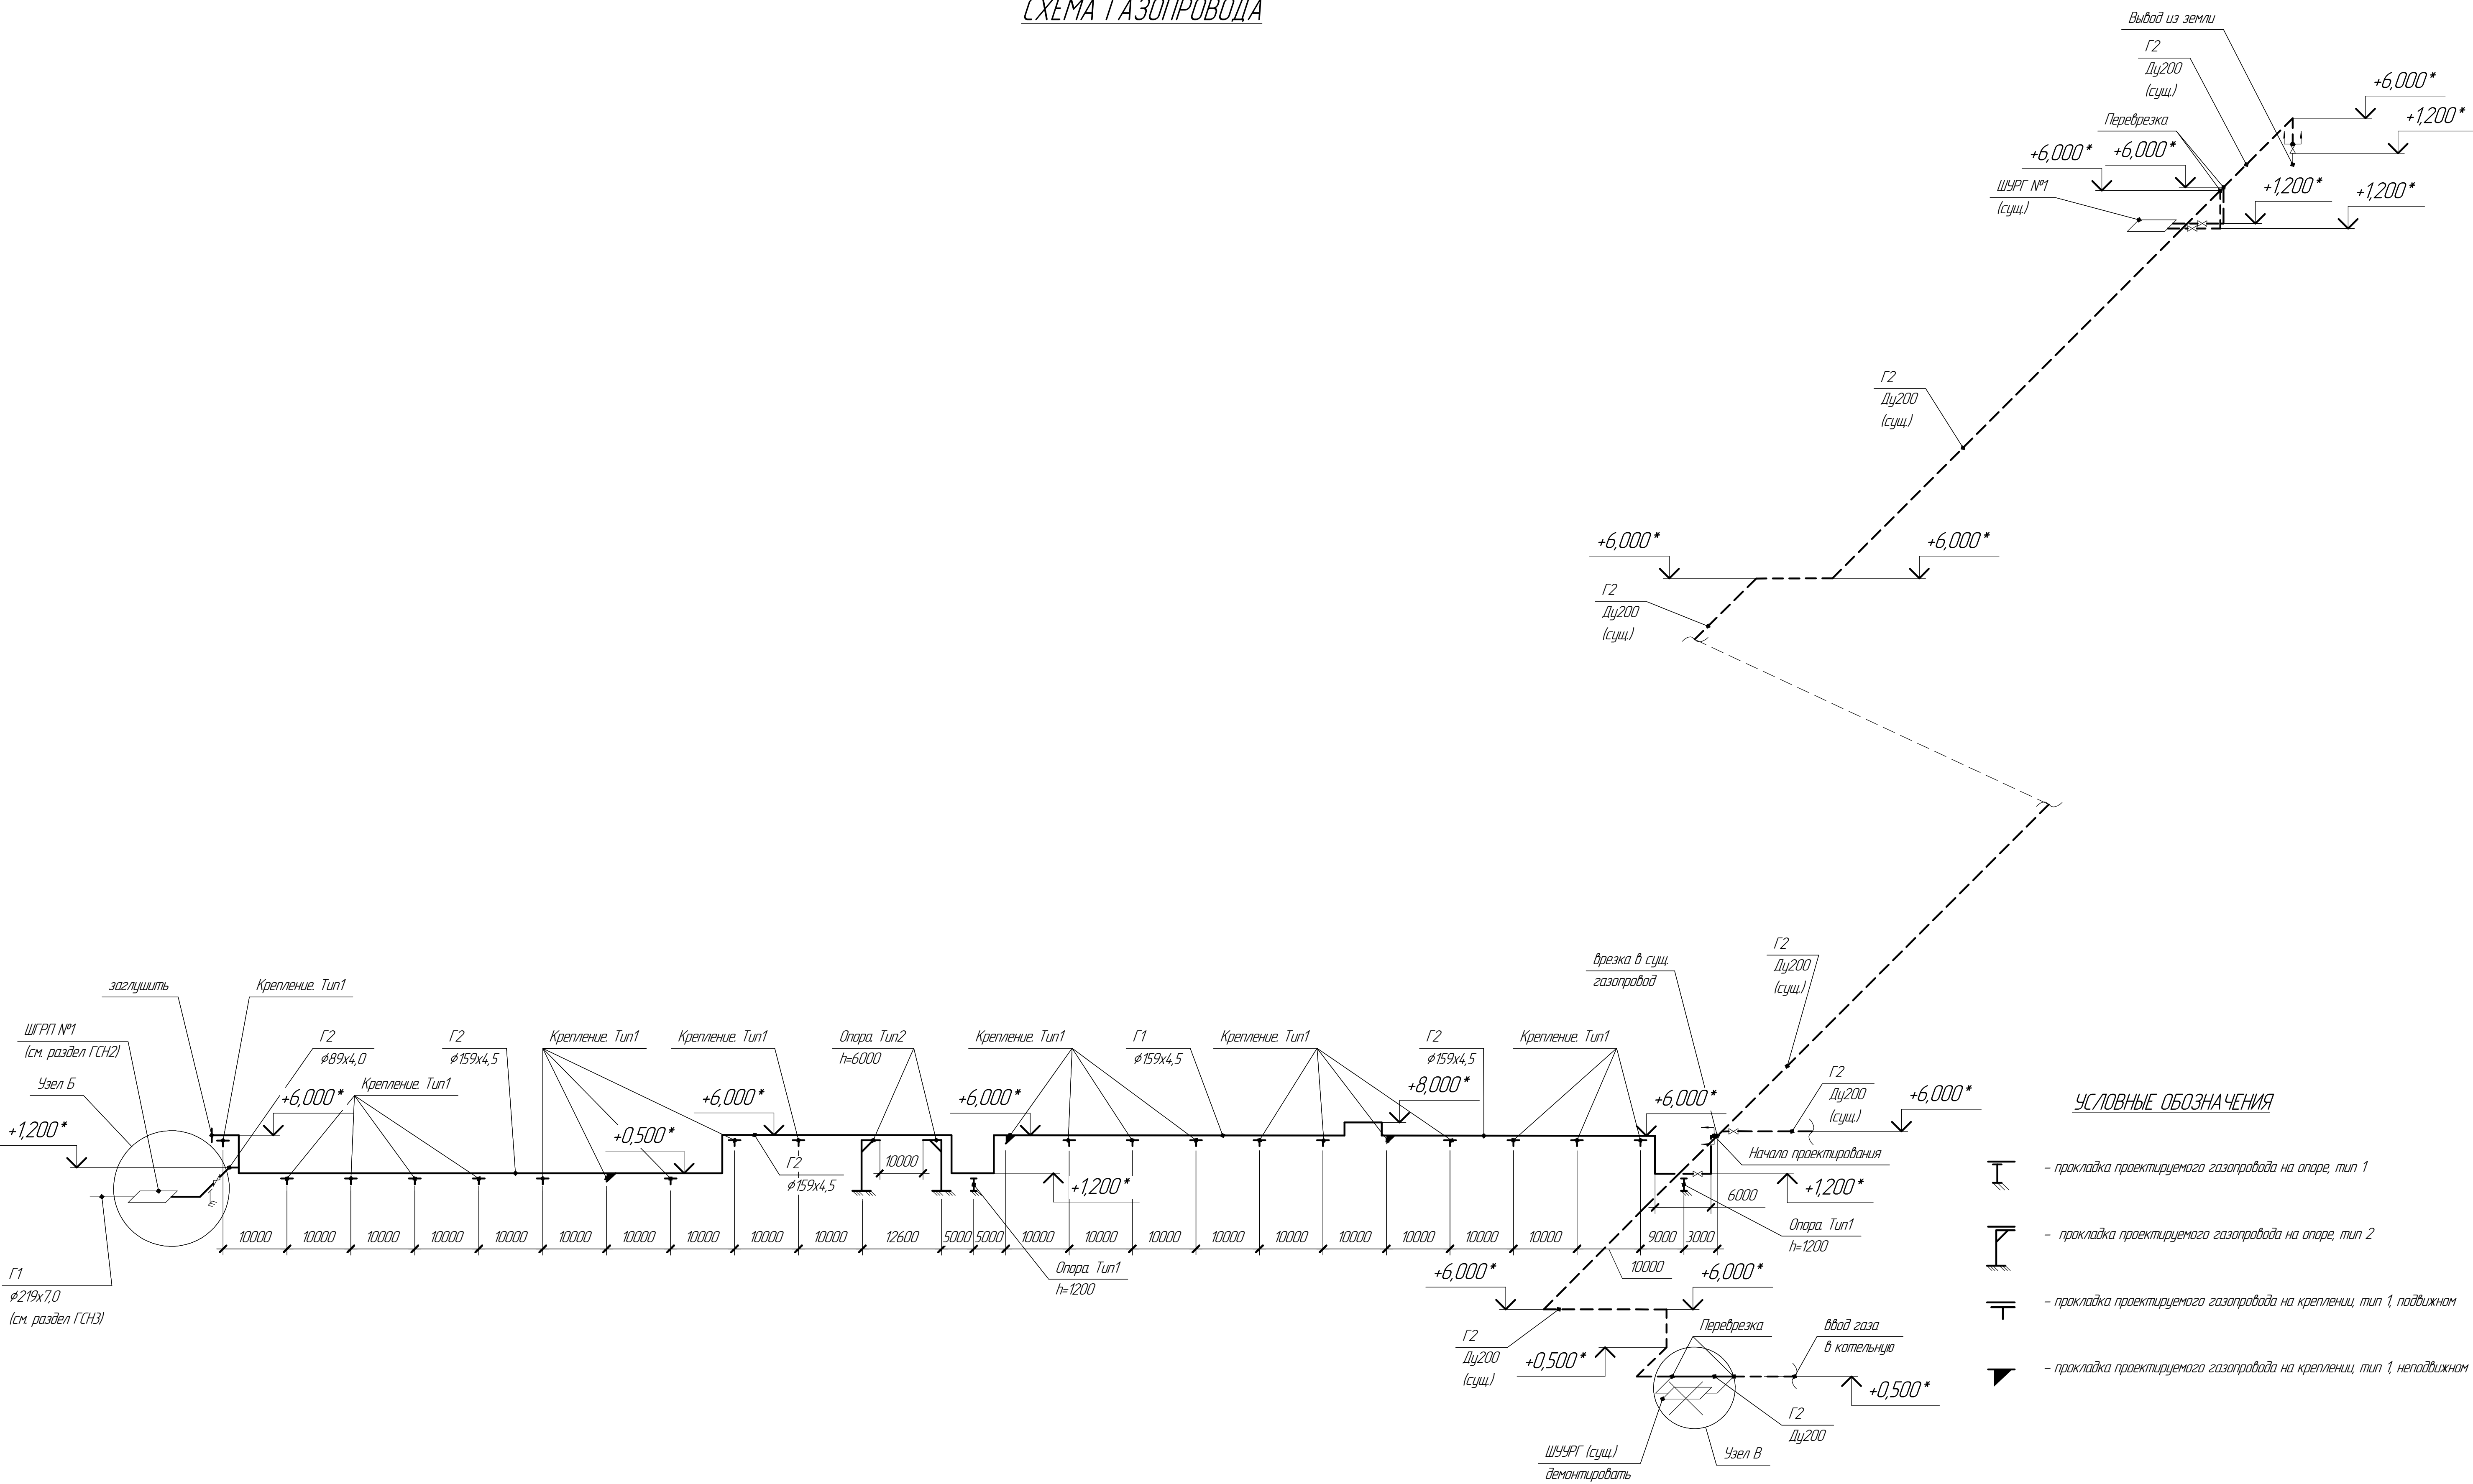 СХЕМА ГАЗОПРОВОДА
Вывод из земли
Г2
Ду200
(сущ.)
+6,000*
+1,200*
Переврезка
+6,000*
+6,000*
ШУРГ №1
(сущ.)
+1,200*
+1,200*
Г2
Ду200
(сущ.)
+6,000*
+6,000*
Г2
Ду200
(сущ.)
Г2
Ду200
(сущ.)
врезка в сущ.
газопровод
заглушить
Крепление. Тип1
ШГРП №1
(см. раздел ГСН2)
Узел Б
+1,200*
Г2
ϕ89х4,0
+6,000*
Крепление. Тип1
Г2
ϕ159х4,5
Крепление. Тип1
+0,500*
Крепление. Тип1
+6,000*
Г2
ϕ159х4,5
Опора. Тип2
h=6000
10000
Крепление. Тип1
+6,000*
+1,200*
Г1
ϕ159х4,5
Крепление. Тип1
+8,000*
Г2
ϕ159х4,5
Крепление. Тип1
+6,000*
Г2
Ду200
(сущ.)
+6,000*
Начало проектирования
+1,200*
6000
Опора. Тип1
h=1200
10000 10000 10000 10000 10000 10000 10000 10000 10000 10000 12600 5000 5000 10000 10000 10000 10000 10000 10000 10000 10000 10000 9000 3000
10000
Опора. Тип1
h=1200
Г1
ϕ219х7,0
(см. раздел ГСН3)
+6,000*
+6,000*
Г2
Ду200
(сущ.)
+0,500*
Переврезка
ввод газа
в котельную
+0,500*
Г2
Ду200
Узел В
ШУУРГ (сущ.)
демонтировать
УСЛОВНЫЕ ОБОЗНАЧЕНИЯ
- прокладка проектируемого газопровода на опоре, тип 1
- прокладка проектируемого газопровода на опоре, тип 2
- прокладка проектируемого газопровода на креплении, тип 1, подвижном
- прокладка проектируемого газопровода на креплении, тип 1, неподвижном